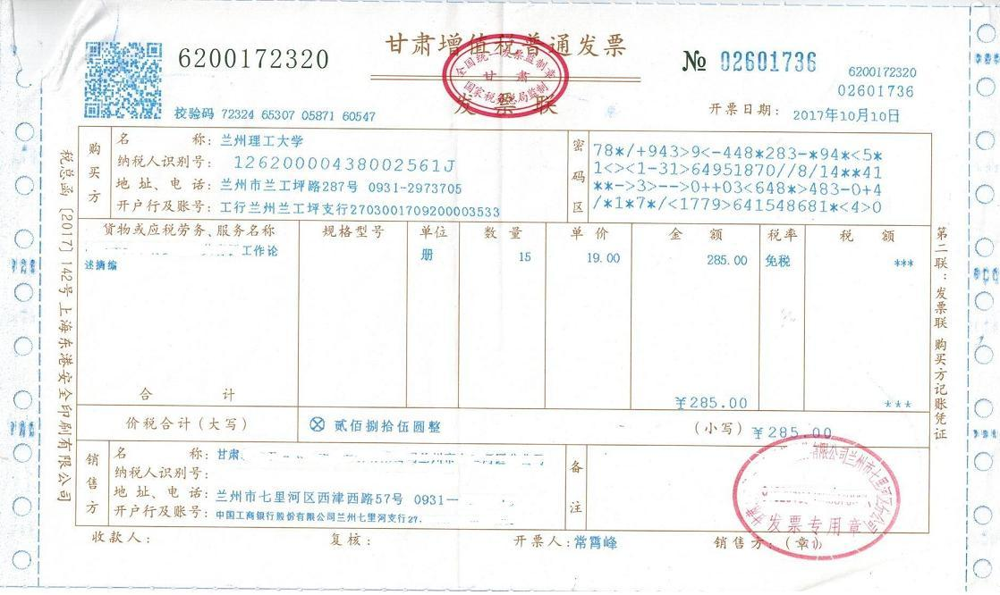 6200172320
甘肃增值税普通发票
全国统一发票监制章
甘肃
国家税务总局监制
发票联
№ 02601736
6200172320
02601736
校验码 72324 65307 05871 60547
开票日期: 2017年10月10日
税总函〔2017〕142号上海东港安全印刷有限公司
购买方
名称: 兰州理工大学
纳税人识别号: 12620000438002561J
地址、电话: 兰州市兰工坪路287号 0931-2973705
开户行及账号: 工行兰州兰工坪支行2703001709200003533
密码区
78*/+943>9<-448*283-*94<5*
1<><1-31>64951870//8/14**41
**->3>-->0++03<648*>483-0+4
/*1*7*/<1779>641548681*<4>0
货物或应税劳务、服务名称 规格型号 单位 数量 单价 金额 税率 税额
工作论 册 15 19.00 285.00 免税 ***
述摘编
合计 ¥285.00 ***
价税合计(大写) ⊗ 贰佰捌拾伍圆整 (小写) ¥285.00
销售方
名称: 甘肃
纳税人识别号:
地址、电话: 兰州市七里河区西津西路57号 0931—
开户行及账号: 中国工商银行股份有限公司兰州七里河支行27.
备注
有限公司兰州市七里河区分公司
发票专用章
收款人: 复核: 开票人: 常霄峰 销售方:(章)
第二联:发票联 购买方记账凭证